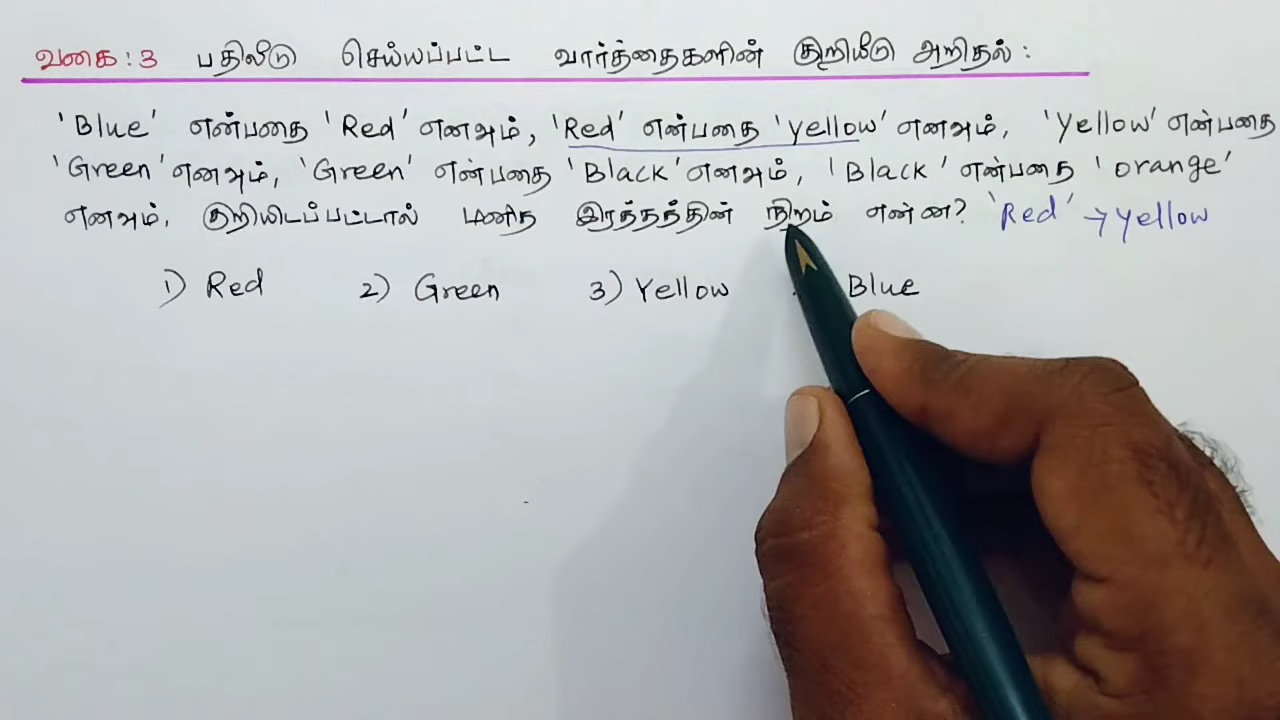 வகை : 3 பதிலீடு செய்யப்பட்ட வார்த்தைகளின் குறியீடு அறிதல் :
'Blue' என்பதை 'Red' எனவும், 'Red' என்பதை 'yellow' எனவும், 'Yellow' என்பதை
'Green' எனவும், 'Green' என்பதை 'Black' எனவும், 'Black' என்பதை 'orange'
எனவும். குறியிடப்பட்டால் மனித இரத்தத்தின் நிறம் என்ன? 'Red' → yellow
1) Red 2) Green 3) Yellow Blue